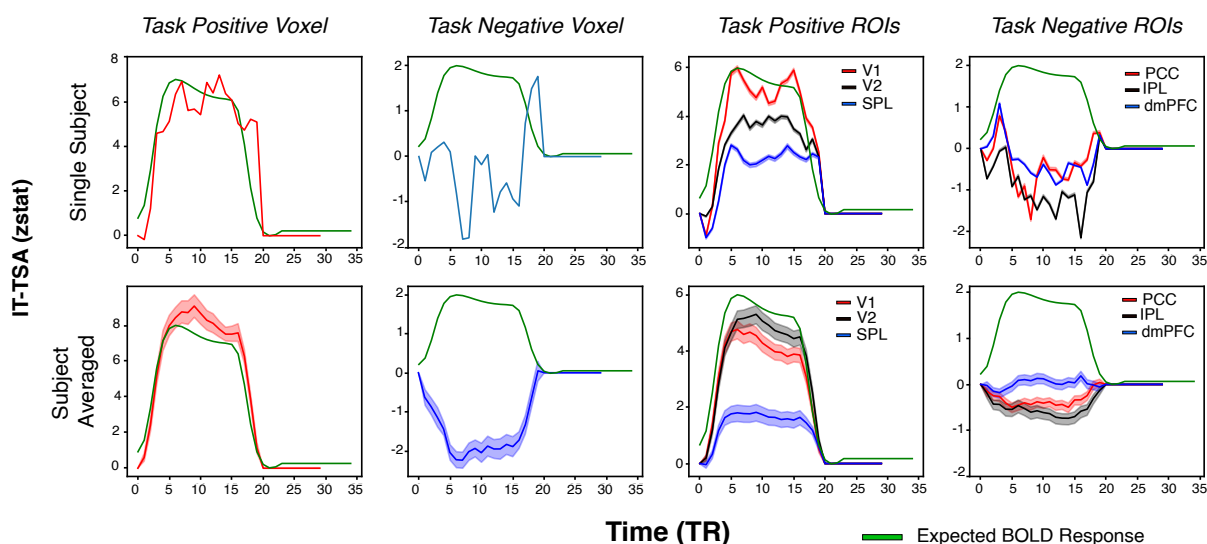 Task Positive Voxel
Task Negative Voxel
Task Positive ROIs
Task Negative ROIs
IT-TSA (zstat)
Single Subject
8
6
4
2
0
0 5 10 15 20 25 30 35
2
1
0
-1
-2
0 5 10 15 20 25 30 35
V1
V2
SPL
6
4
2
0
0 5 10 15 20 25 30 35
PCC
IPL
dmPFC
2
1
0
-1
-2
0 5 10 15 20 25 30 35
Subject
Averaged
8
6
4
2
0
0 5 10 15 20 25 30 35
2
0
-1
-2
0 5 10 15 20 25 30 35
V1
V2
SPL
6
4
2
0
0 5 10 15 20 25 30 35
PCC
IPL
dmPFC
2
1
0
-1
-2
0 5 10 15 20 25 30 35
Time (TR)
Expected BOLD Response